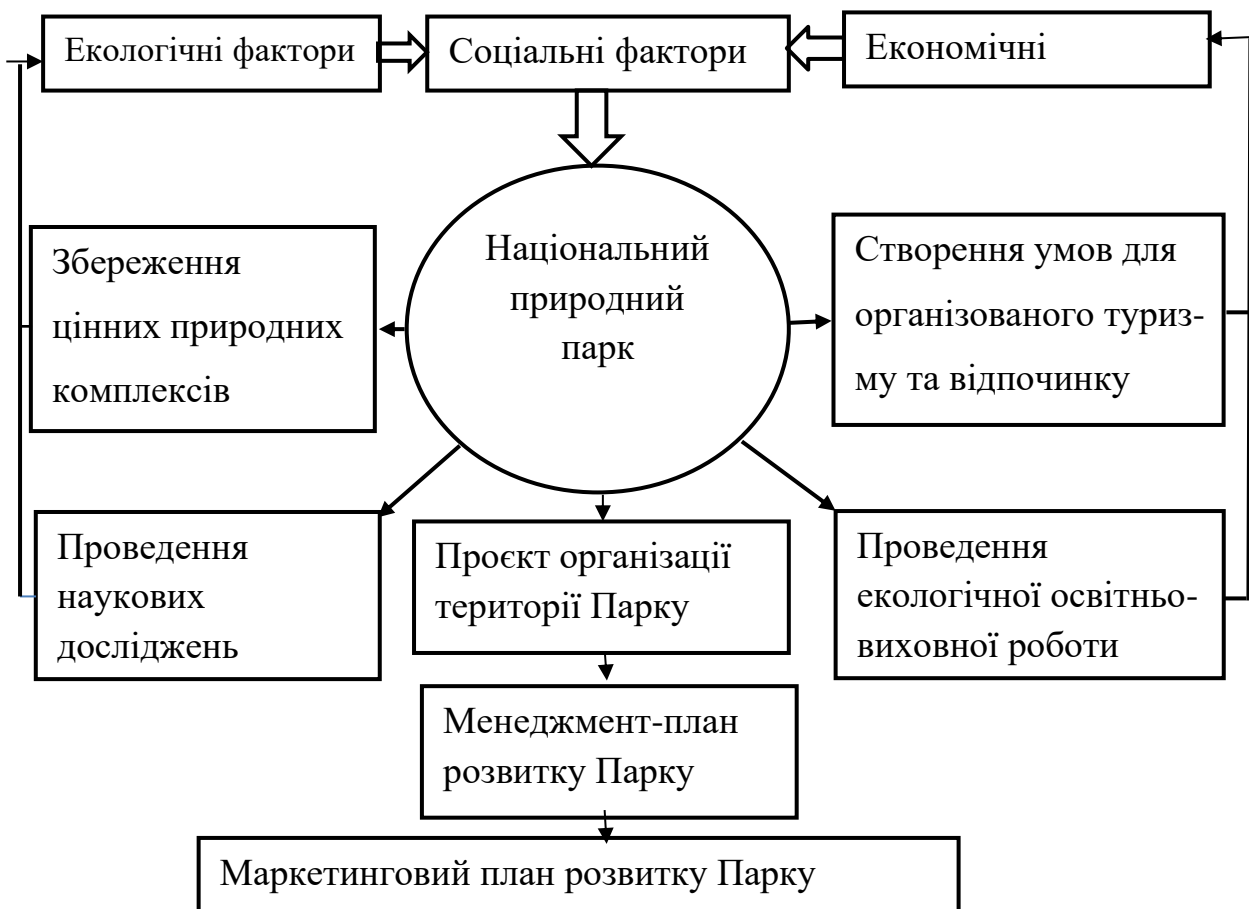 Екологічні фактори
Соціальні фактори
Економічні
Національний
природний
парк
Збереження
цінних природних
комплексів
Створення умов для
організованого туриз-
му та відпочинку
Проведення
наукових
досліджень
Проєкт організації
території Парку
Проведення
екологічної освітньо-
виховної роботи
Менеджмент-план
розвитку Парку
Маркетинговий план розвитку Парку